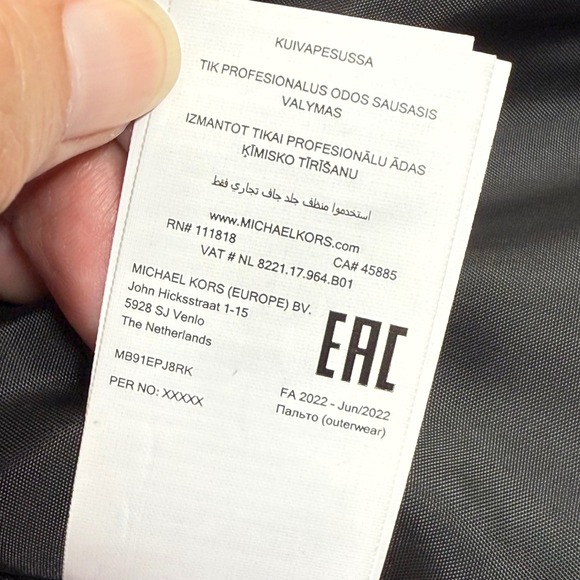 KUIVAPESUSSA
TIK PROFESIONALUS ODOS SAUSASIS
VALYMAS
IZMANTOT TIKAI PROFESIONĀLU ĀDAS
ĶĪMISKO TĪRĪŠANU
استخدموا منظف جلد جاف تجاري فقط
www.MICHAELKORS.com
RN# 111818 CA# 45885
VAT # NL 8221.17.964.B01
MICHAEL KORS (EUROPE) BV.
John Hicksstraat 1-15
5928 SJ Venlo
The Netherlands
EAC
MB91EPJ8RK
PER NO: XXXXX
FA 2022 - Jun/2022
Пальто (outerwear)